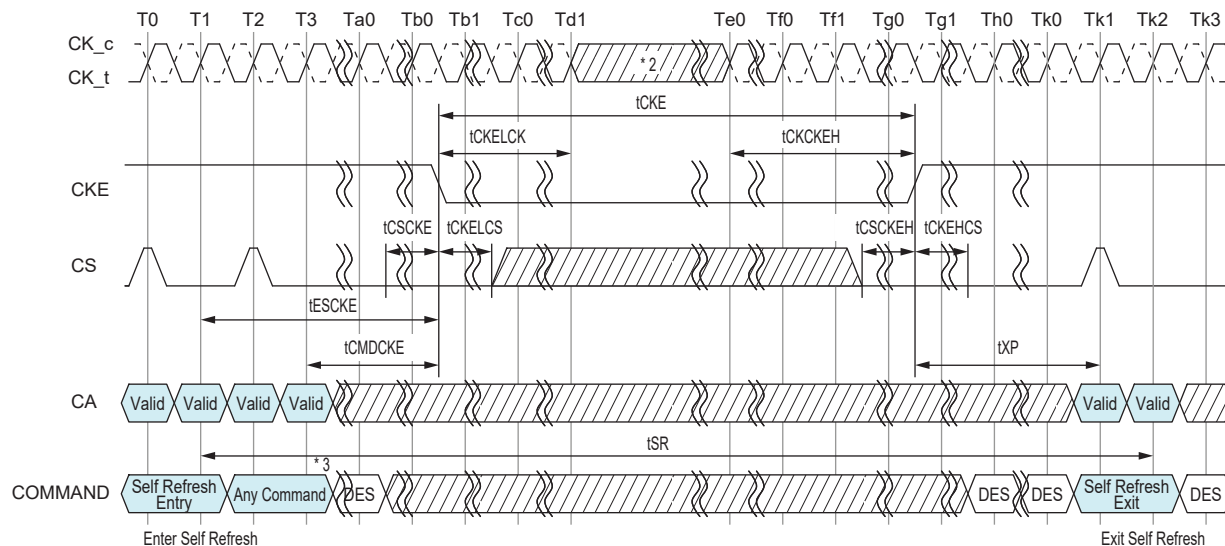 T0 T1 T2 T3 Ta0 Tb0 Tb1 Tc0 Td1 Te0 Tf0 Tf1 Tg0 Tg1 Th0 Tk0 Tk1 Tk2 Tk3
CK_c
CK_t
* 2
tCKE
tCKELCK tCKCKEH
CKE
tCSCKE tCKELCS tCSCKEH tCKEHCS
CS
tESCKE
tCMDCKE tXP
CA Valid Valid Valid Valid Valid Valid
tSR
* 3
COMMAND Self Refresh Entry Any Command DES DES DES Self Refresh Exit DES
Enter Self Refresh Exit Self Refresh